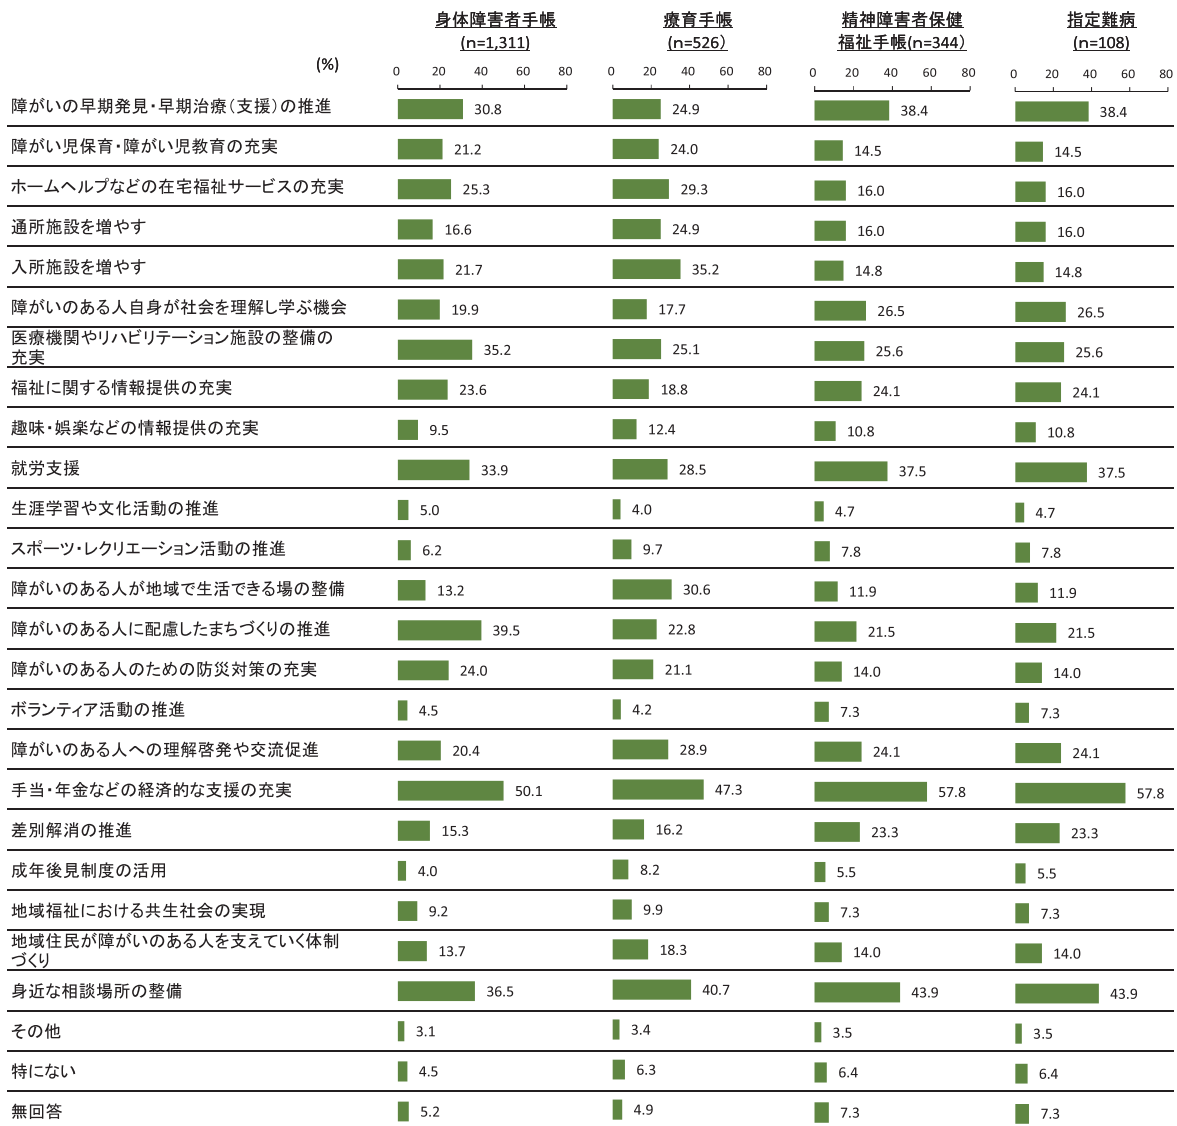 身体障害者手帳 療育手帳 精神障害者保健 指定難病
(n=1,311) (n=526) 福祉手帳(n=344) (n=108)
(%)
0 20 40 60 80 0 20 40 60 80 0 20 40 60 80 0 20 40 60 80
障がいの早期発見・早期治療(支援)の推進 30.8 24.9 38.4 38.4
障がい児保育・障がい児教育の充実 21.2 24.0 14.5 14.5
ホームヘルプなどの在宅福祉サービスの充実 25.3 29.3 16.0 16.0
通所施設を増やす 16.6 24.9 16.0 16.0
入所施設を増やす 21.7 35.2 14.8 14.8
障がいのある人自身が社会を理解し学ぶ機会 19.9 17.7 26.5 26.5
医療機関やリハビリテーション施設の整備の
充実 35.2 25.1 25.6 25.6
福祉に関する情報提供の充実 23.6 18.8 24.1 24.1
趣味・娯楽などの情報提供の充実 9.5 12.4 10.8 10.8
就労支援 33.9 28.5 37.5 37.5
生涯学習や文化活動の推進 5.0 4.0 4.7 4.7
スポーツ・レクリエーション活動の推進 6.2 9.7 7.8 7.8
障がいのある人が地域で生活できる場の整備 13.2 30.6 11.9 11.9
障がいのある人に配慮したまちづくりの推進 39.5 22.8 21.5 21.5
障がいのある人のための防災対策の充実 24.0 21.1 14.0 14.0
ボランティア活動の推進 4.5 4.2 7.3 7.3
障がいのある人への理解啓発や交流促進 20.4 28.9 24.1 24.1
手当・年金などの経済的な支援の充実 50.1 47.3 57.8 57.8
差別解消の推進 15.3 16.2 23.3 23.3
成年後見制度の活用 4.0 8.2 5.5 5.5
地域福祉における共生社会の実現 9.2 9.9 7.3 7.3
地域住民が障がいのある人を支えていく体制
づくり 13.7 18.3 14.0 14.0
身近な相談場所の整備 36.5 40.7 43.9 43.9
その他 3.1 3.4 3.5 3.5
特にない 4.5 6.3 6.4 6.4
無回答 5.2 4.9 7.3 7.3